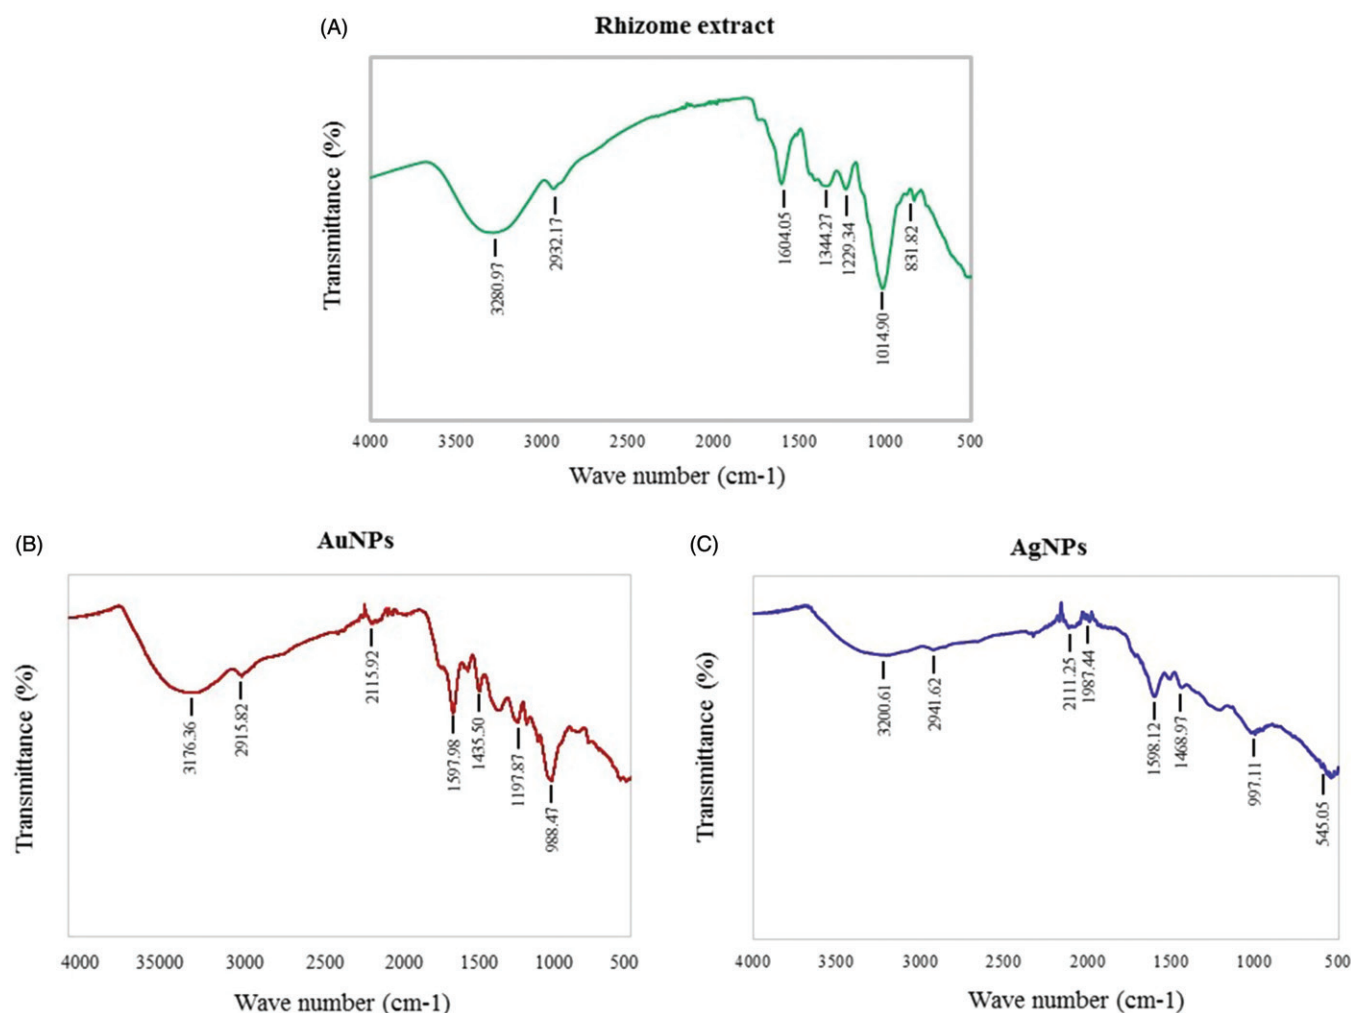 (A)
Rhizome extract
Transmittance (%)
3280.97
2932.17
1604.05
1344.27
1229.34
1014.90
831.82
4000 3500 3000 2500 2000 1500 1000 500
Wave number (cm-1)
(B)
AuNPs
Transmittance (%)
3176.36
2915.82
2115.92
1597.98
1435.50
1197.87
988.47
4000 35000 3000 2500 2000 1500 1000 500
Wave number (cm-1)
(C)
AgNPs
Transmittance (%)
3200.61
2941.62
2111.25
1987.44
1598.12
1468.97
997.11
545.05
4000 3500 3000 2500 2000 1500 1000 500
Wave number (cm-1)